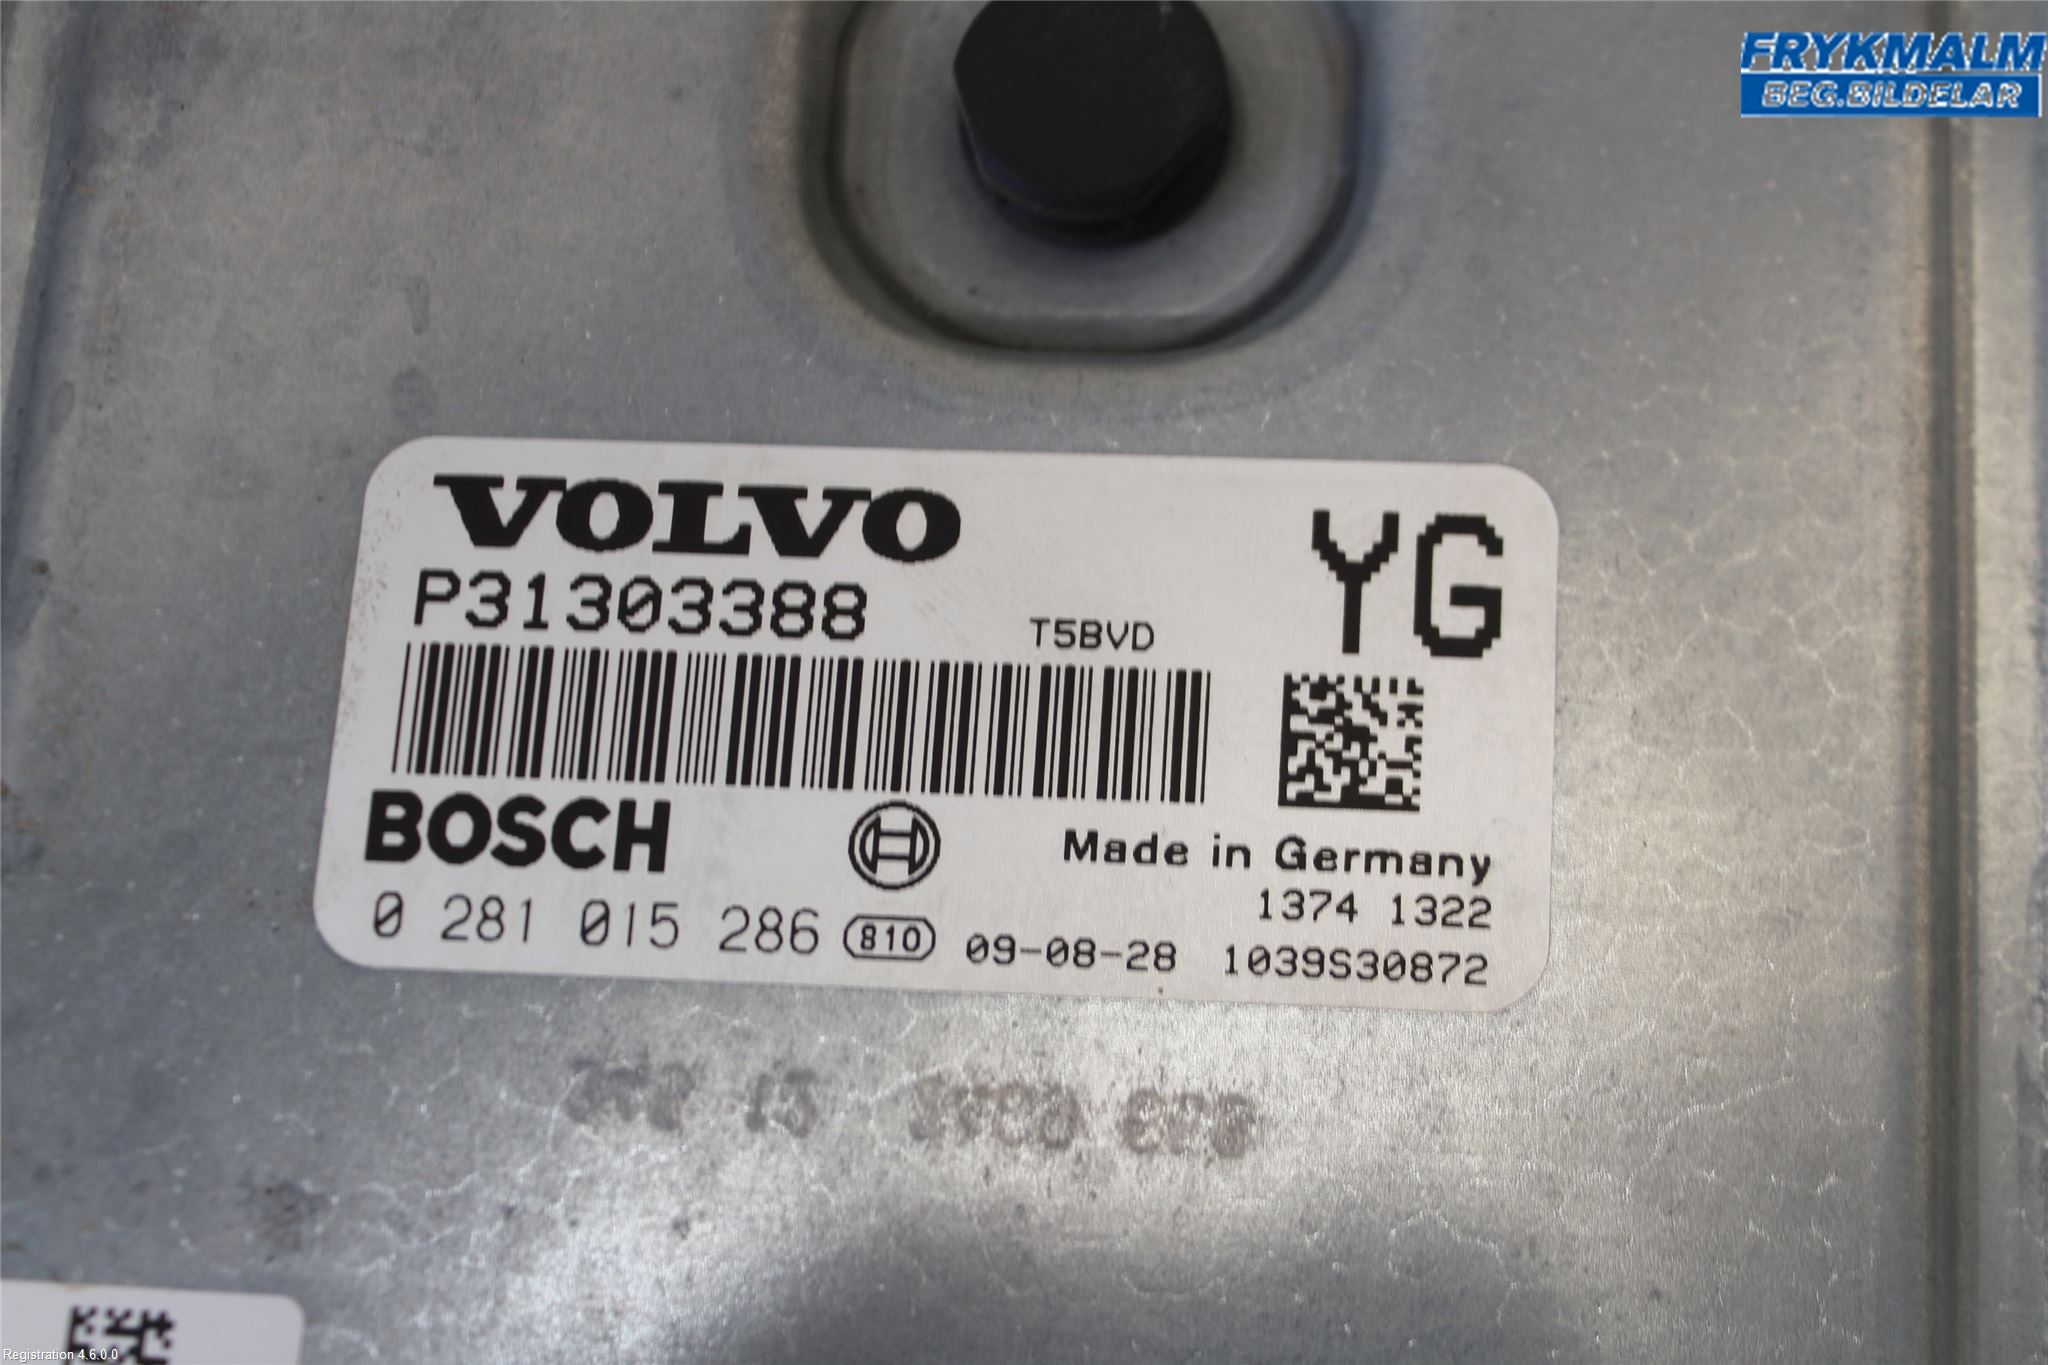 FRYKMALM
BEG.BILDELAR
VOLVO
YG
P31303388
T5BVD
BOSCH
Made in Germany
1374 1322
0 281 015 286 810 09-08-28 1039S30872
Registration 4.6.0.0